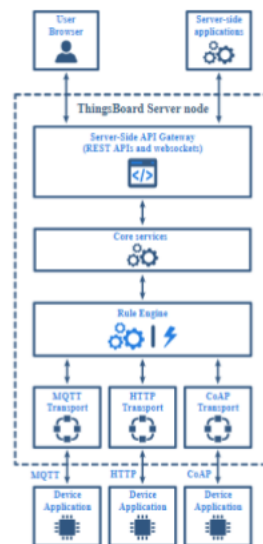 User
Browser
Server-side
applications
ThingsBoard Server node
Server-Side API Gateway
(REST APIs and websockets)
</>
Core services
Rule Engine
MQTT
Transport
HTTP
Transport
CoAP
Transport
MQTT
HTTP
CoAP
Device
Application
Device
Application
Device
Application